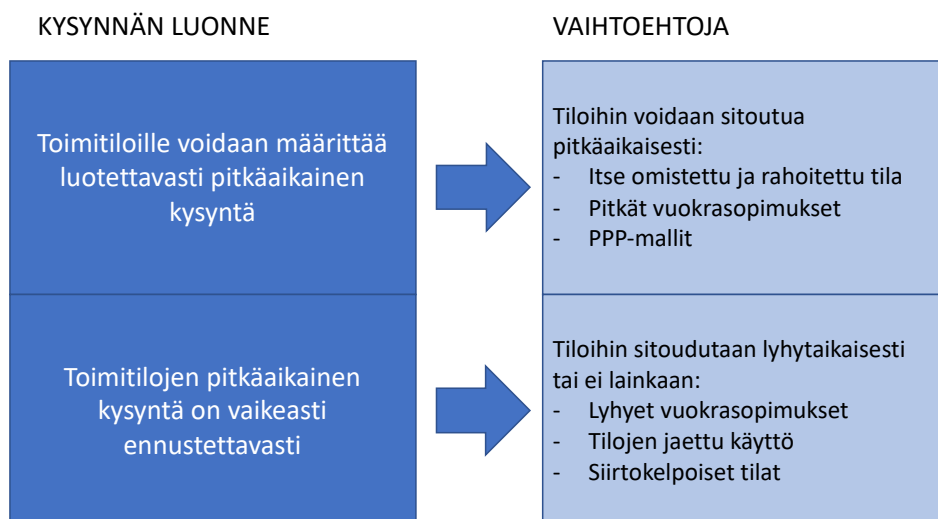 KYSYNNÄN LUONNE
VAIHTOEHTOJA
Toimitiloille voidaan määrittää
luotettavasti pitkäaikainen
kysyntä
Tiloihin voidaan sitoutua
pitkäaikaisesti:
- Itse omistettu ja rahoitettu tila
- Pitkät vuokrasopimukset
- PPP-mallit
Toimitilojen pitkäaikainen
kysyntä on vaikeasti
ennustettavasti
Tiloihin sitoudutaan lyhytaikaisesti
tai ei lainkaan:
- Lyhyet vuokrasopimukset
- Tilojen jaettu käyttö
- Siirtokelpoiset tilat